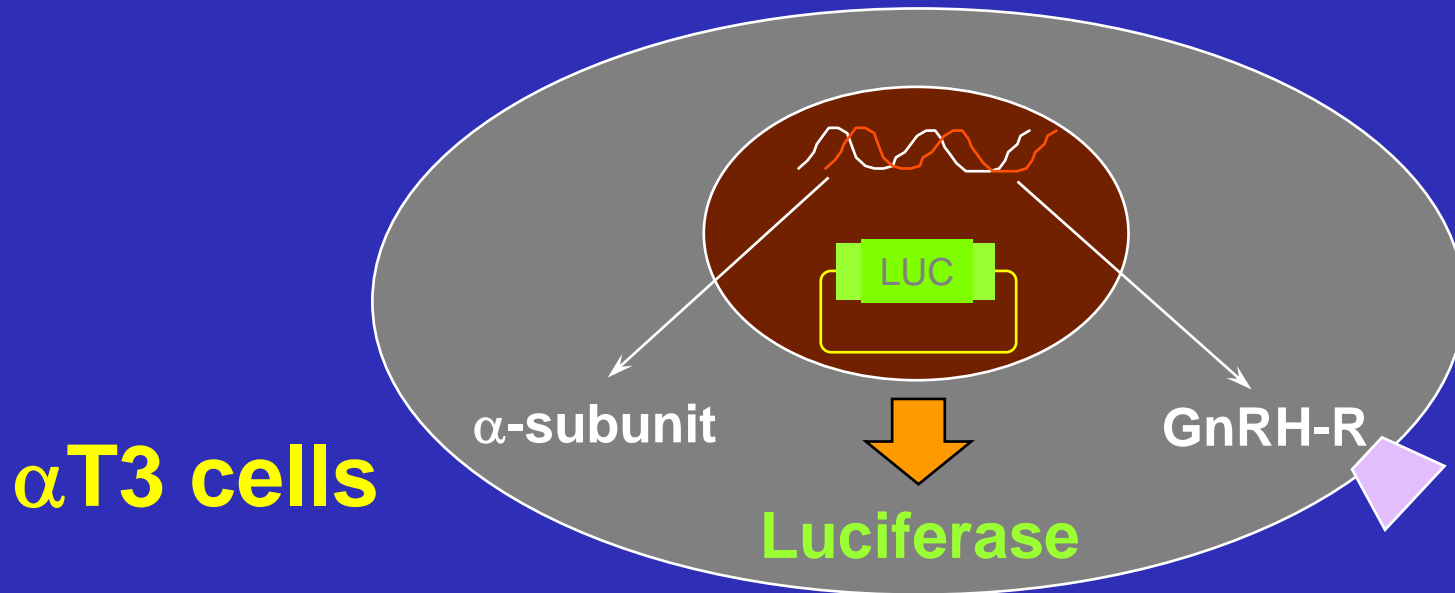 LUC
α-subunit
GnRH-R
αT3 cells
Luciferase